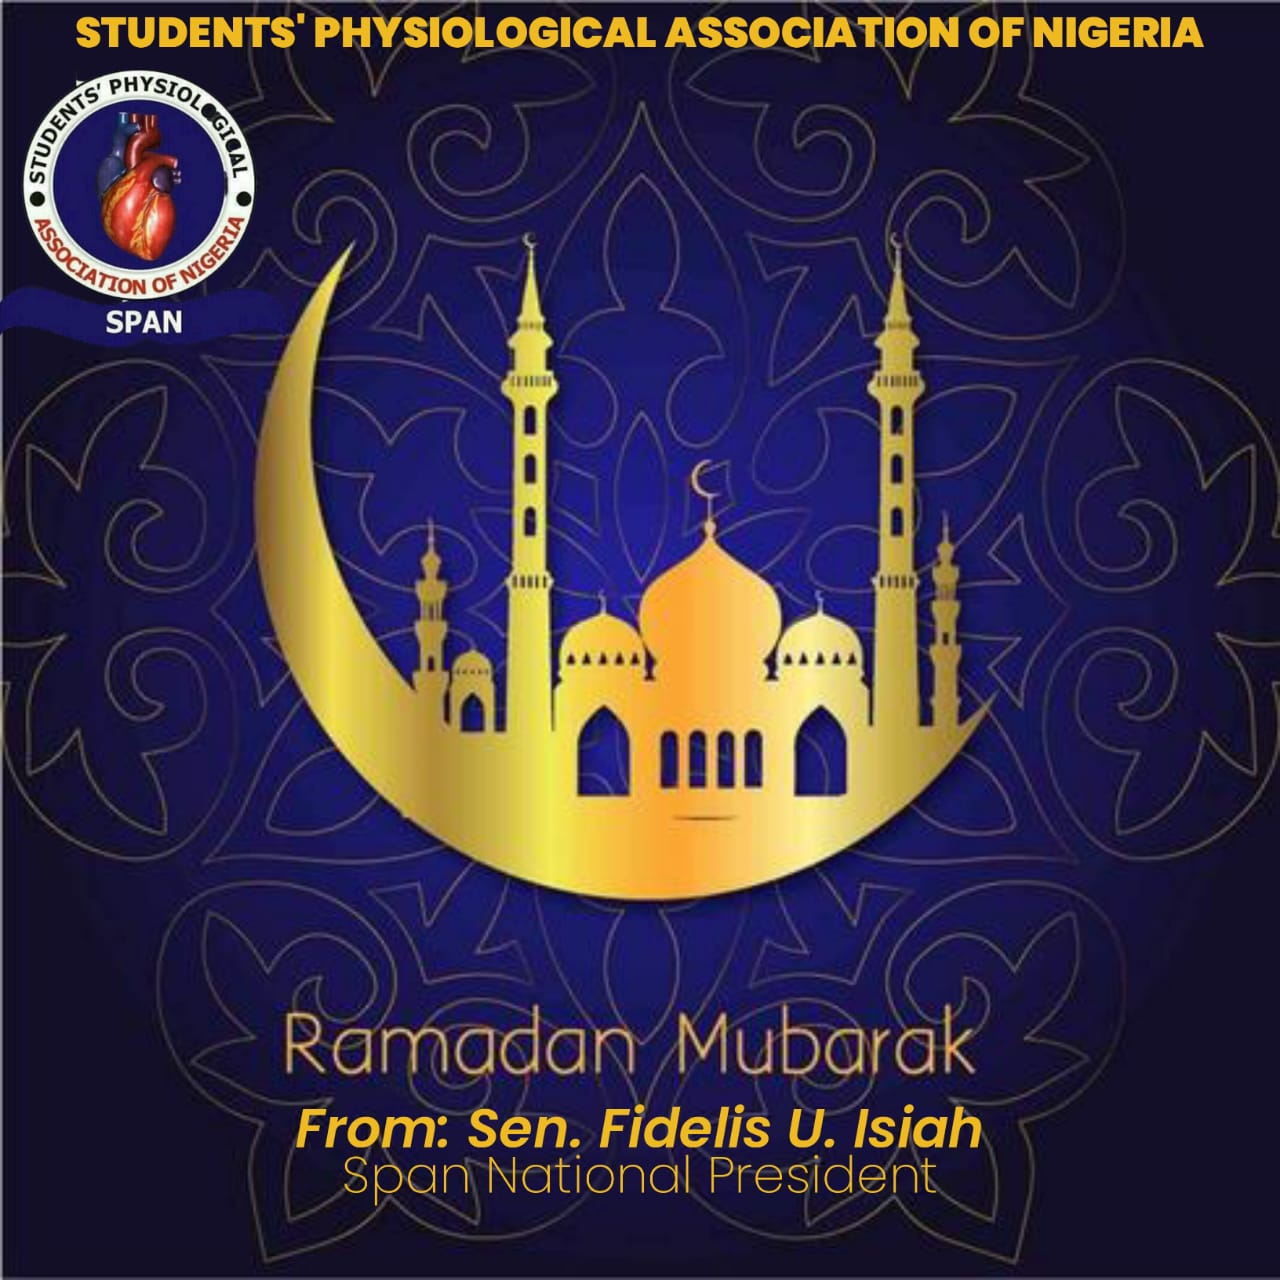 STUDENTS' PHYSIOLOGICAL ASSOCIATION OF NIGERIA
STUDENTS' PHYSIOLOGICAL
ASSOCIATION OF NIGERIA
SPAN
Ramadan Mubarak
From: Sen. Fidelis U. Isiah
Span National President